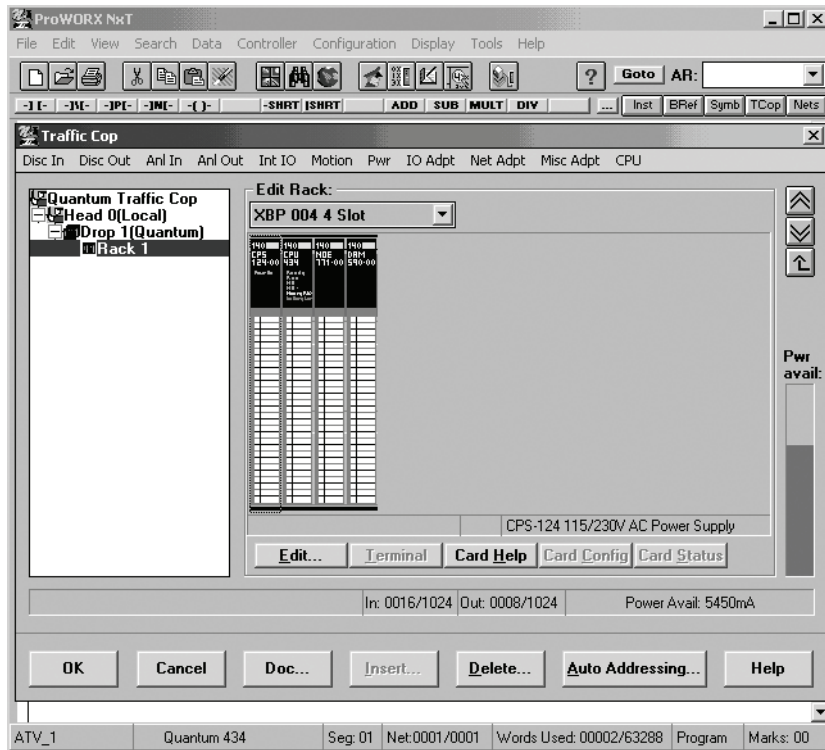 ProWORX NxT
File Edit View Search Data Controller Configuration Display Tools Help
Goto AR:
-] [- -]\[- -]P[- -]N[- -( )- -SHRT |SHRT ADD SUB MULT DIV ... Inst BRef Symb TCop Nets
Traffic Cop
Disc In Disc Out Anl In Anl Out Int IO Motion Pwr IO Adpt Net Adpt Misc Adpt CPU
Quantum Traffic Cop
Head 0(Local)
Drop 1(Quantum)
Rack 1
Edit Rack:
XBP 004 4 Slot
140 140 140 140
CPS CPU NOE DRM
124-00 434 771-00 590-00
Pwr
avail:
CPS-124 115/230V AC Power Supply
Edit... Terminal Card Help Card Config Card Status
In: 0016/1024 Out: 0008/1024 Power Avail: 5450mA
OK Cancel Doc... Insert... Delete... Auto Addressing... Help
ATV_1 Quantum 434 Seg: 01 Net:0001/0001 Words Used: 00002/63288 Program Marks: 00